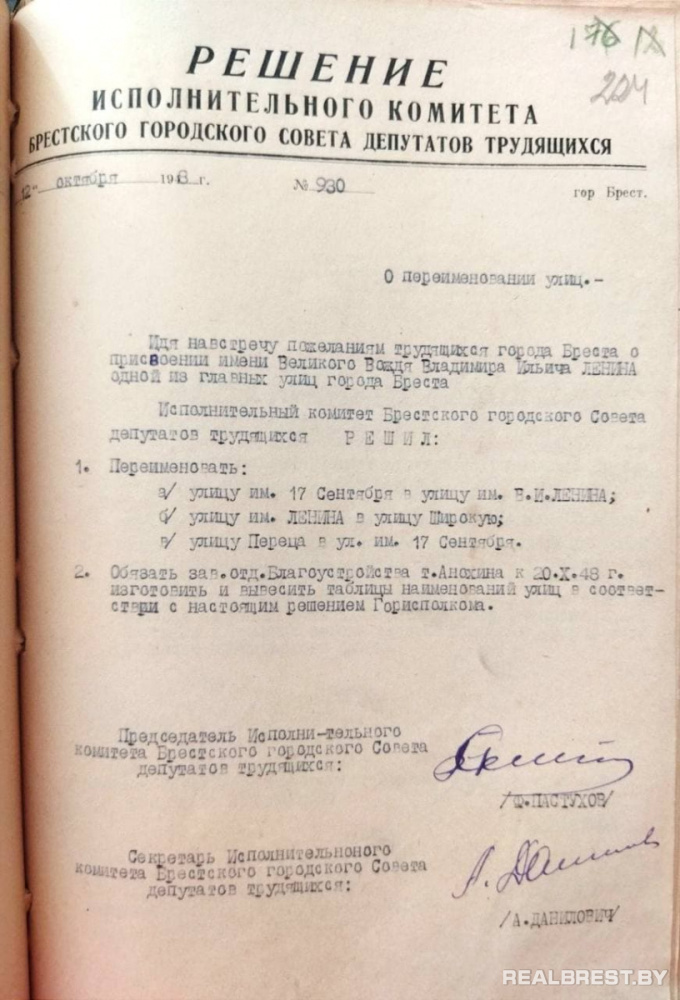 176
204
РЕШЕНИЕ
ИСПОЛНИТЕЛЬНОГО КОМИТЕТА
БРЕСТСКОГО ГОРОДСКОГО СОВЕТА ДЕПУТАТОВ ТРУДЯЩИХСЯ
12- октября 1948 г. № 930 гор Брест.
О переименовании улиц.-
Идя навстречу пожеланиям трудящихся города Бреста о
присвоении имени Великого Вождя Владимира Ильича ЛЕНИНА
одной из главных улиц города Бреста
Исполнительный комитет Брестского городского Совета
депутатов трудящихся Р Е Ш И Л:
1. Переименовать:
а/ улицу им. 17 Сентября в улицу им. В.И.ЛЕНИНА;
б/ улицу им. ЛЕНИНА в улицу Широкую;
в/ улицу Переца в ул. им. 17 Сентября.
2. Обязать зав.отд.Благоустройства т.Анохина к 20.X.48 г.
изготовить и вывесить таблицы наименований улиц в соответ-
ствии с настоящим решением Горисполкома.
Председатель Исполни-тельного
комитета Брестского городского Совета
депутатов трудящихся:
/Ф.ПАСТУХОВ/
Секретарь Исполнительноного
комитета Брестского городского Совета
депутатов трудящихся:
/А.ДАНИЛОВИЧ/
REALBREST.BY